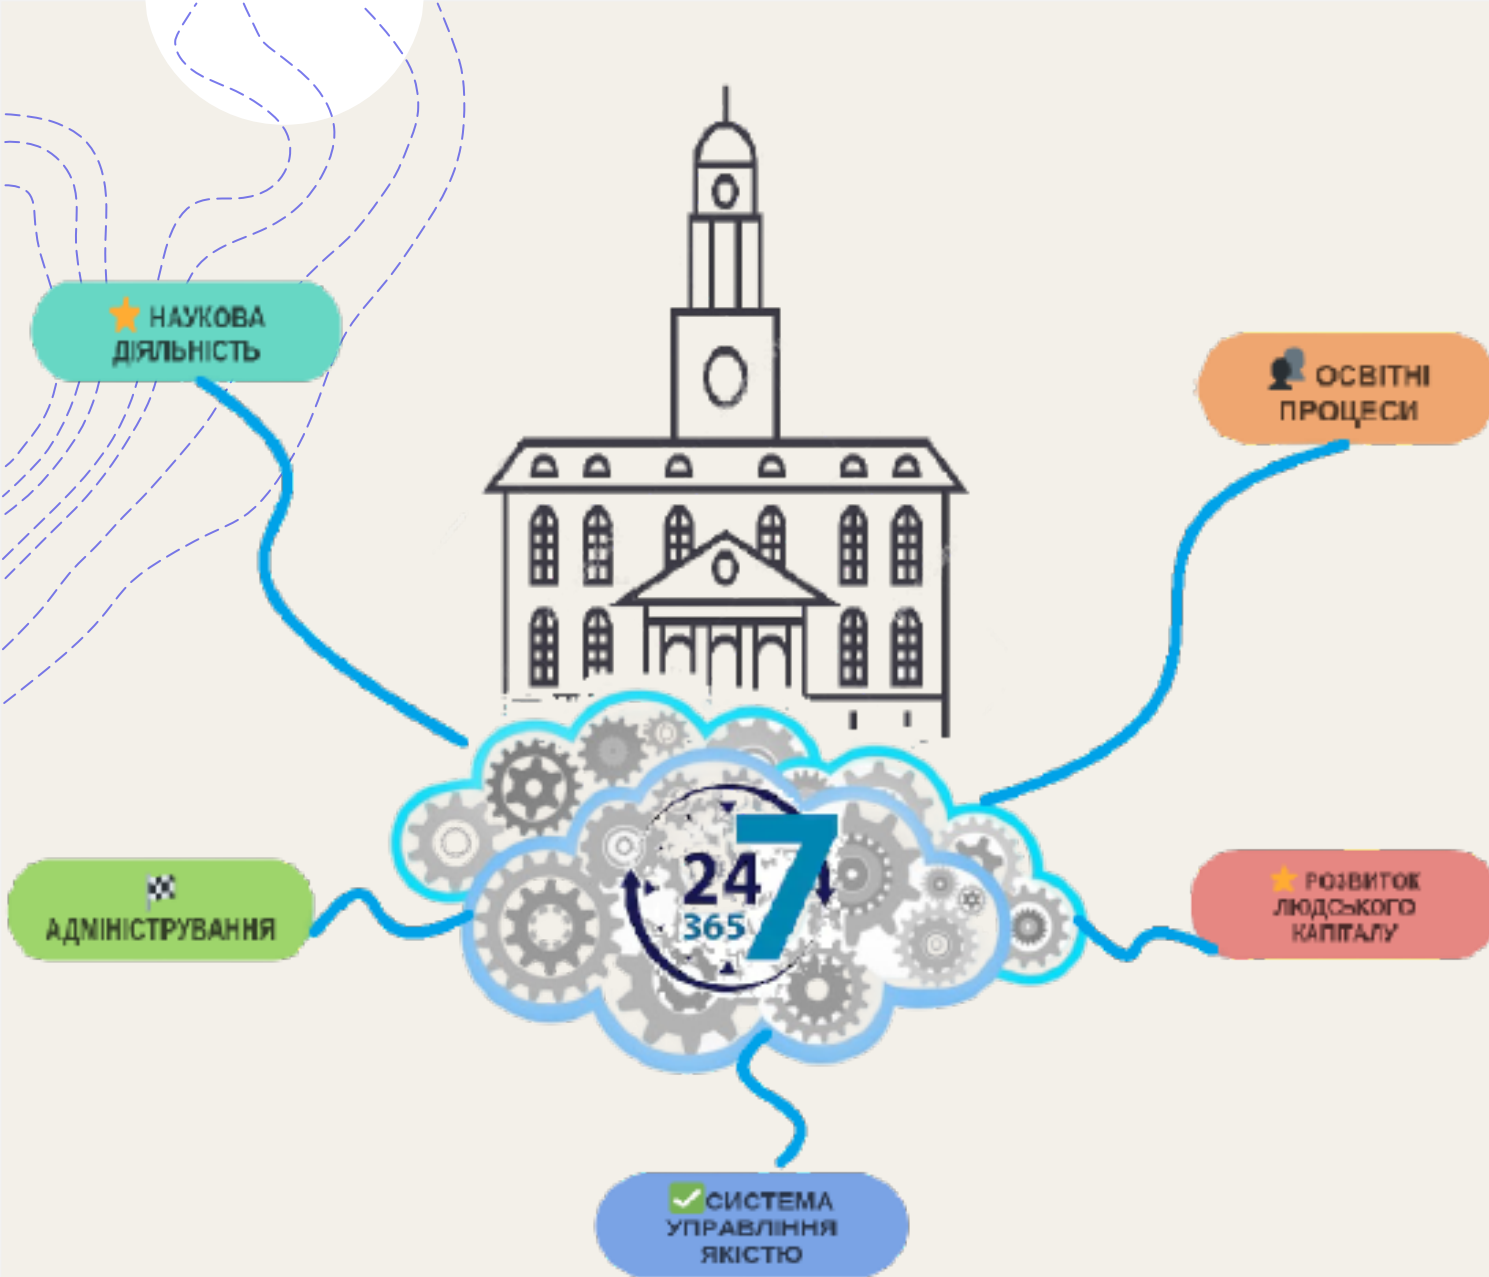 НАУКОВА
ДІЯЛЬНІСТЬ
ОСВІТНІ
ПРОЦЕСИ
24
7
365
АДМІНІСТРУВАННЯ
РОЗВИТОК
ЛЮДСЬКОГО
КАПІТАЛУ
СИСТЕМА
УПРАВЛІННЯ
ЯКІСТЮ